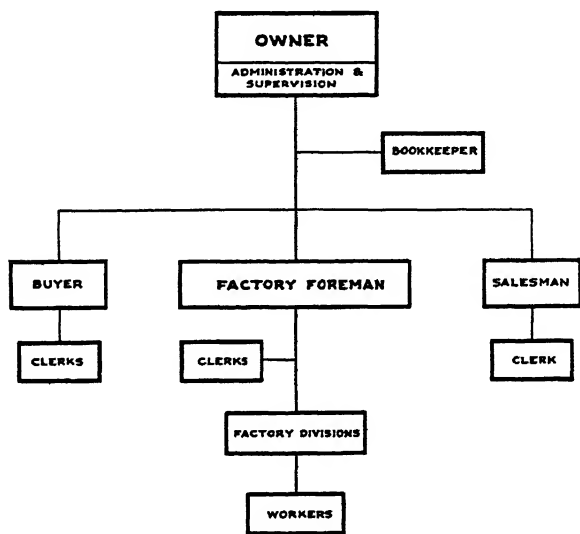 OWNER
ADMINISTRATION &
SUPERVISION
BOOKKEEPER
BUYER
FACTORY FOREMAN
SALESMAN
CLERKS
CLERKS
CLERK
FACTORY DIVISIONS
WORKERS